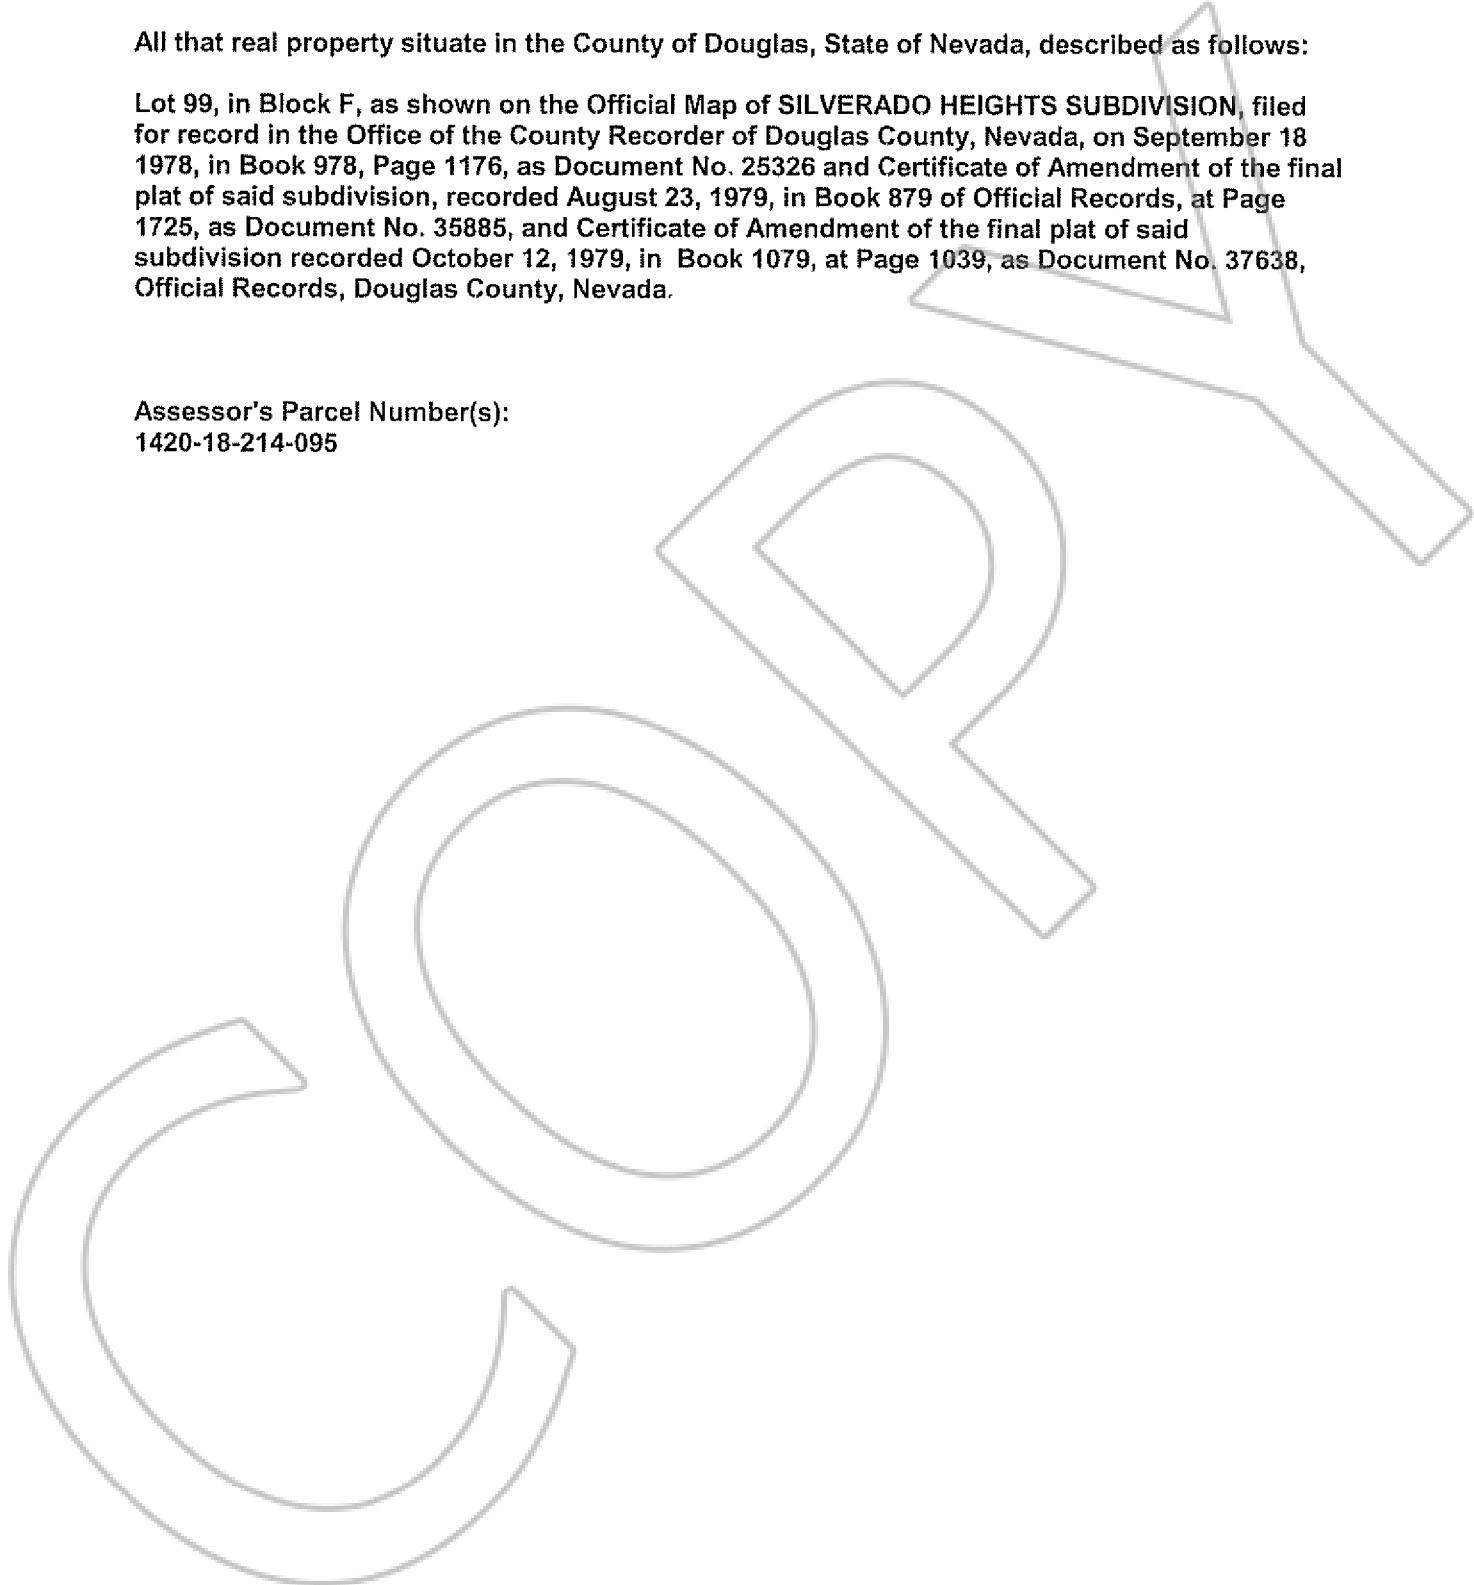 All that real property situate in the County of Douglas, State of Nevada, described as follows:
Lot 99, in Block F, as shown on the Official Map of SILVERADO HEIGHTS SUBDIVISION, filed
for record in the Office of the County Recorder of Douglas County, Nevada, on September 18
1978, in Book 978, Page 1176, as Document No. 25326 and Certificate of Amendment of the final
plat of said subdivision, recorded August 23, 1979, in Book 879 of Official Records, at Page
1725, as Document No. 35885, and Certificate of Amendment of the final plat of said
subdivision recorded October 12, 1979, in  Book 1079, at Page 1039, as Document No. 37638,
Official Records, Douglas County, Nevada.
Assessor's Parcel Number(s):
1420-18-214-095
COPY